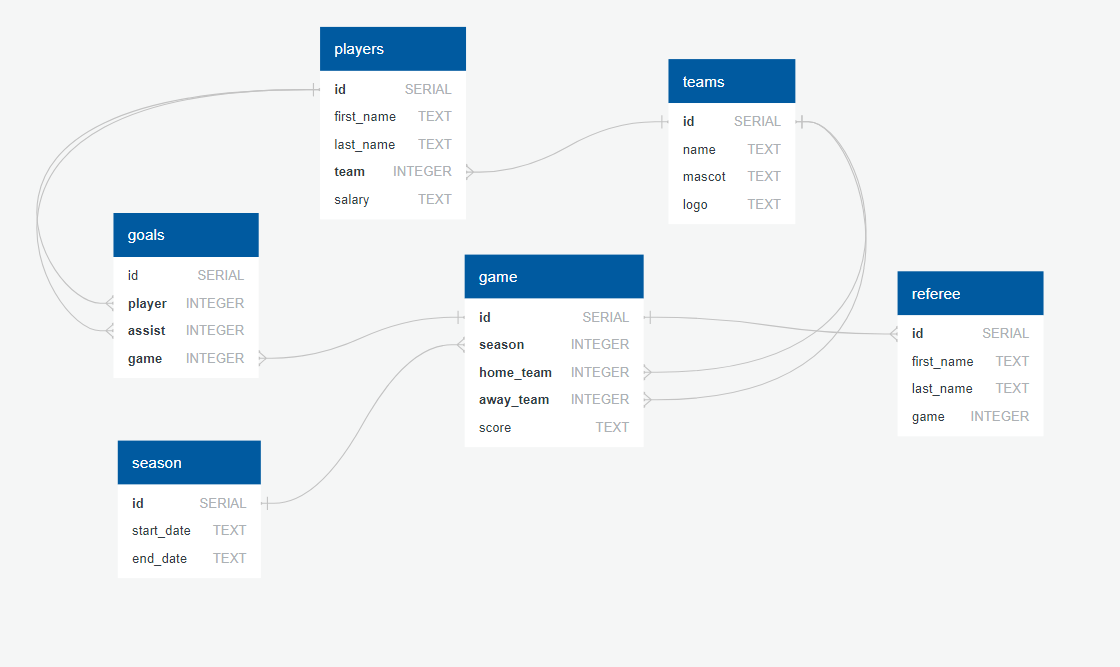 players
id SERIAL
first_name TEXT
last_name TEXT
team INTEGER
salary TEXT
teams
id SERIAL
name TEXT
mascot TEXT
logo TEXT
goals
id SERIAL
player INTEGER
assist INTEGER
game INTEGER
game
id SERIAL
season INTEGER
home_team INTEGER
away_team INTEGER
score TEXT
referee
id SERIAL
first_name TEXT
last_name TEXT
game INTEGER
season
id SERIAL
start_date TEXT
end_date TEXT